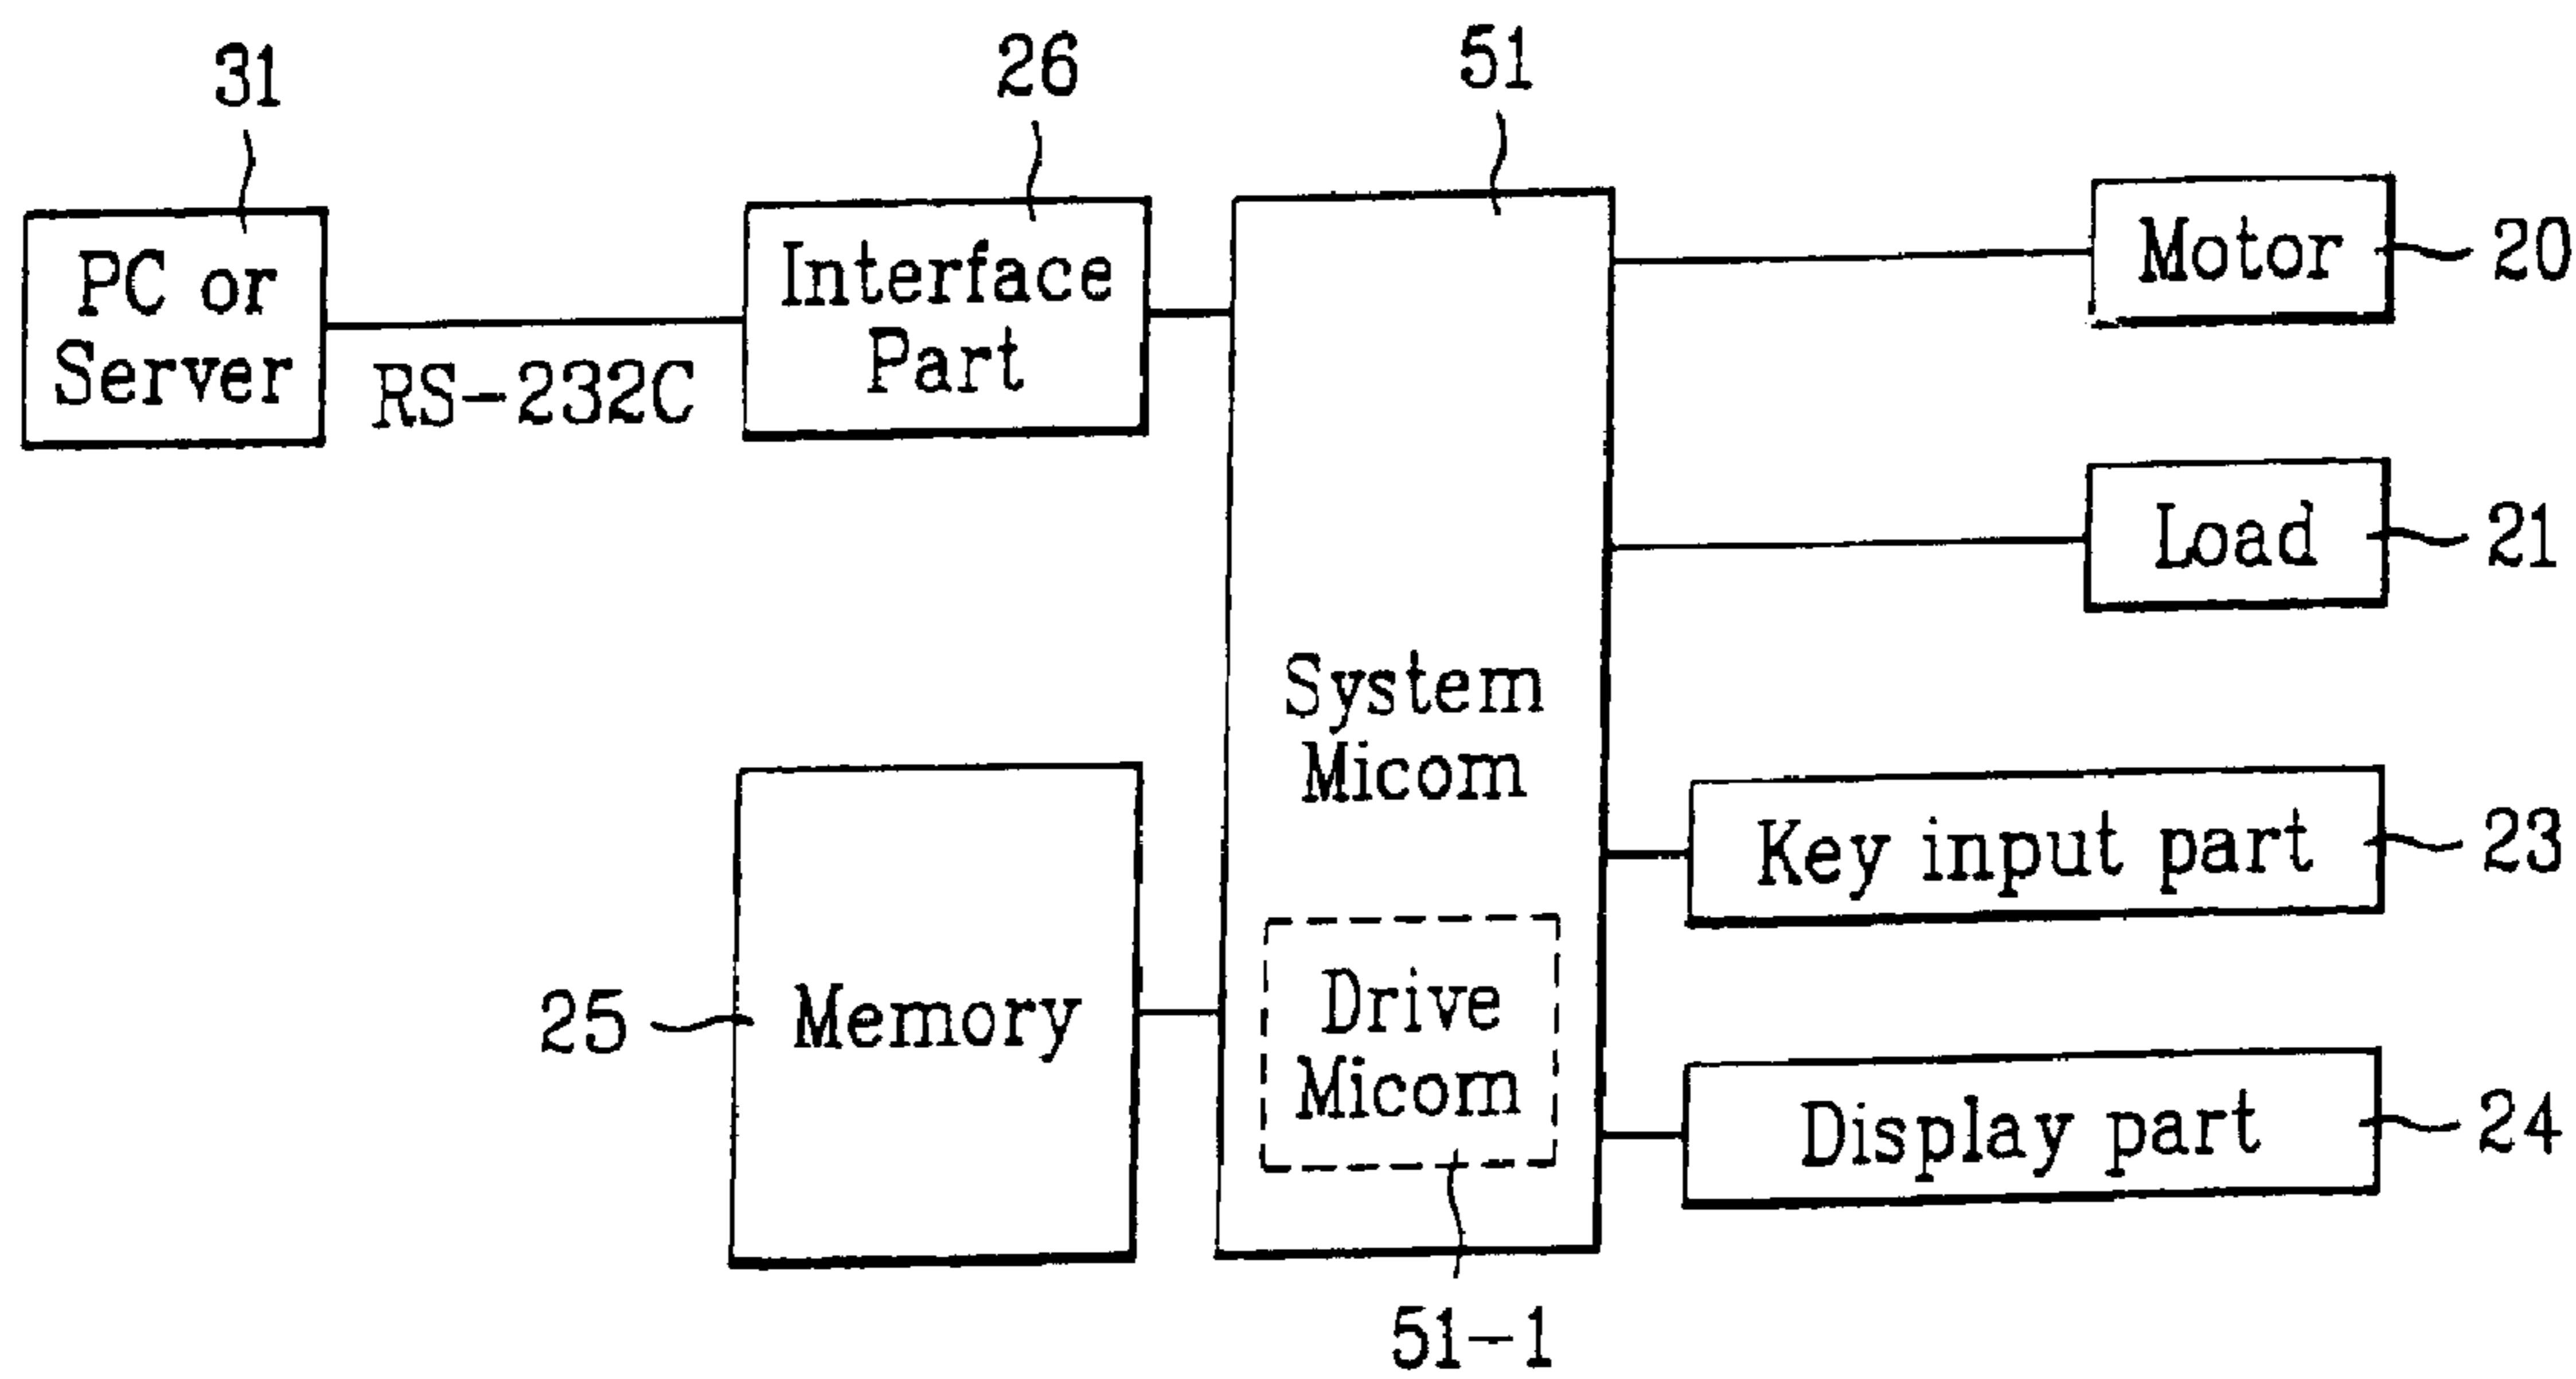 31
26
51
PC or
Server
RS-232C
Interface
Part
Motor
20
Load
21
System
Micom
Key input part
23
25
Memory
Drive
Micom
Display part
24
51-1